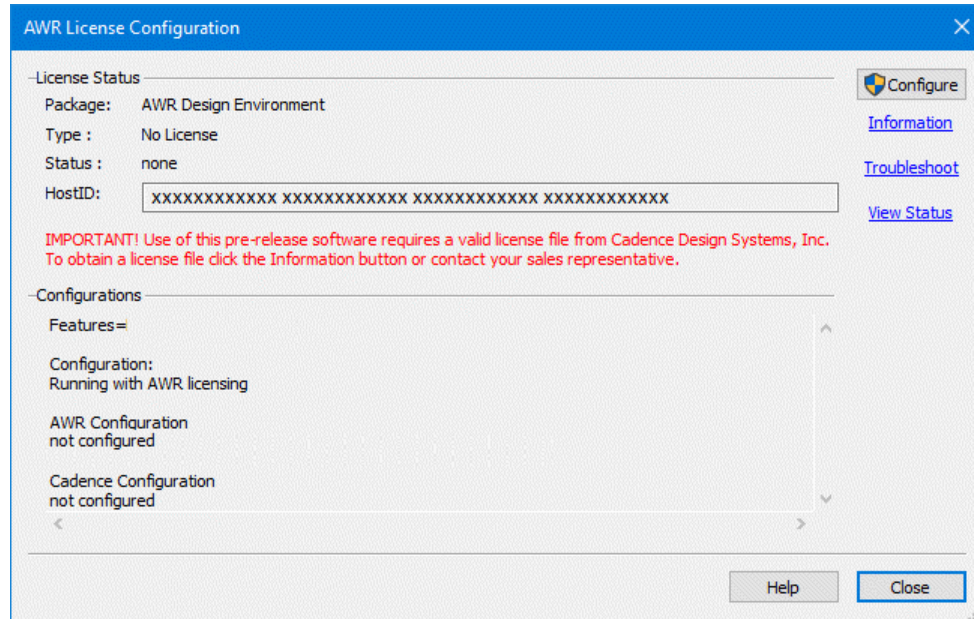 AWR License Configuration
License Status
Package: AWR Design Environment
Type : No License
Status : none
HostID: xxxxxxxxxxxx xxxxxxxxxxxx xxxxxxxxxxxx xxxxxxxxxxxx
Configure
Information
Troubleshoot
View Status
IMPORTANT! Use of this pre-release software requires a valid license file from Cadence Design Systems, Inc.
To obtain a license file click the Information button or contact your sales representative.
Configurations
Features=
Configuration:
Running with AWR licensing
AWR Configuration
not configured
Cadence Configuration
not configured
Help
Close